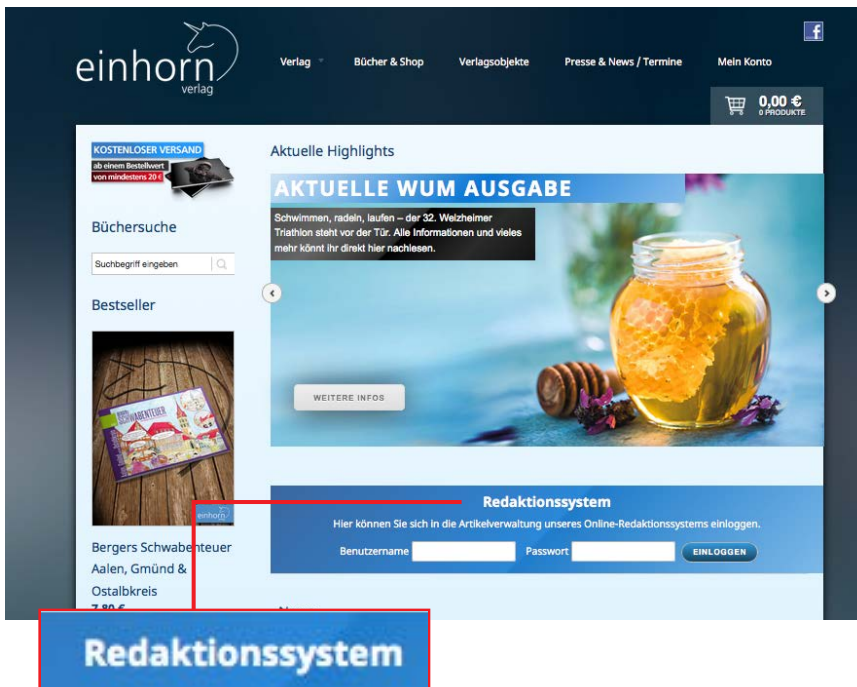 einhorn
verlag
Verlag
Bücher & Shop
Verlagsobjekte
Presse & News / Termine
Mein Konto
f
0,00 €
0 PRODUKTE
KOSTENLOSER VERSAND
ab einem Bestellwert
von mindestens 20 €
Büchersuche
Suchbegriff eingeben
Bestseller
SCHWABENTEUER
einhorn
Bergers Schwabenteuer
Aalen, Gmünd &
Ostalbkreis
7,80 €
Aktuelle Highlights
AKTUELLE WUM AUSGABE
Schwimmen, radeln, laufen – der 32. Welzheimer
Triathlon steht vor der Tür. Alle Informationen und vieles
mehr könnt ihr direkt hier nachlesen.
WEITERE INFOS
Redaktionssystem
Hier können Sie sich in die Artikelverwaltung unseres Online-Redaktionssystems einloggen.
Benutzername
Passwort
EINLOGGEN
Redaktionssystem